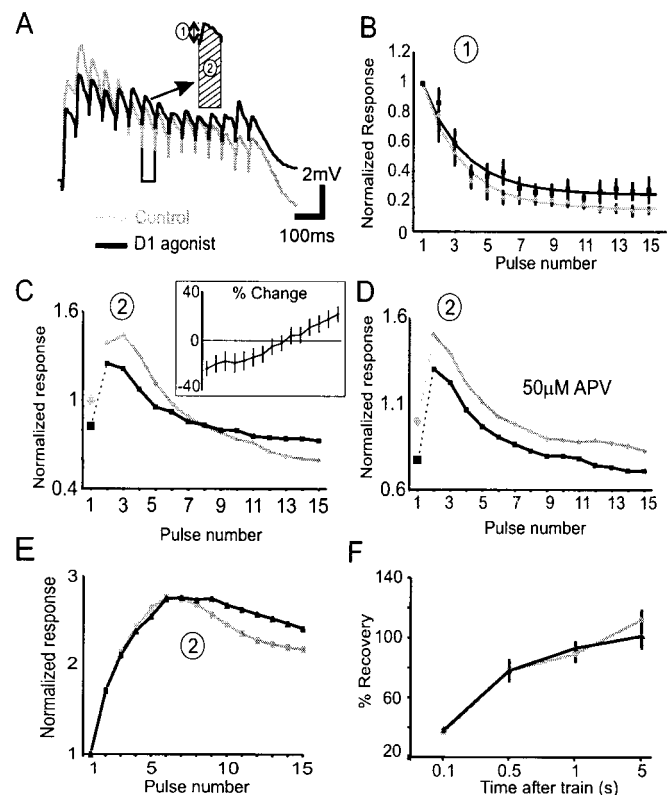 A
①
②
2mV
100ms
Control
D1 agonist
B
①
Normalized Response
1.2
1
0.8
0.6
0.4
0.2
0
1 3 5 7 9 11 13 15
Pulse number
C
②
% Change
40
0
-40
Normalized response
1.6
1
0.4
1 3 5 7 9 11 13 15
Pulse number
D
②
50µM APV
Normalized response
1.6
1
0.6
1 3 5 7 9 11 13 15
Pulse number
E
②
Normalized response
3
2
1
1 5 10 15
Pulse number
F
% Recovery
140
100
60
20
0.1 0.5 1 5
Time after train (s)